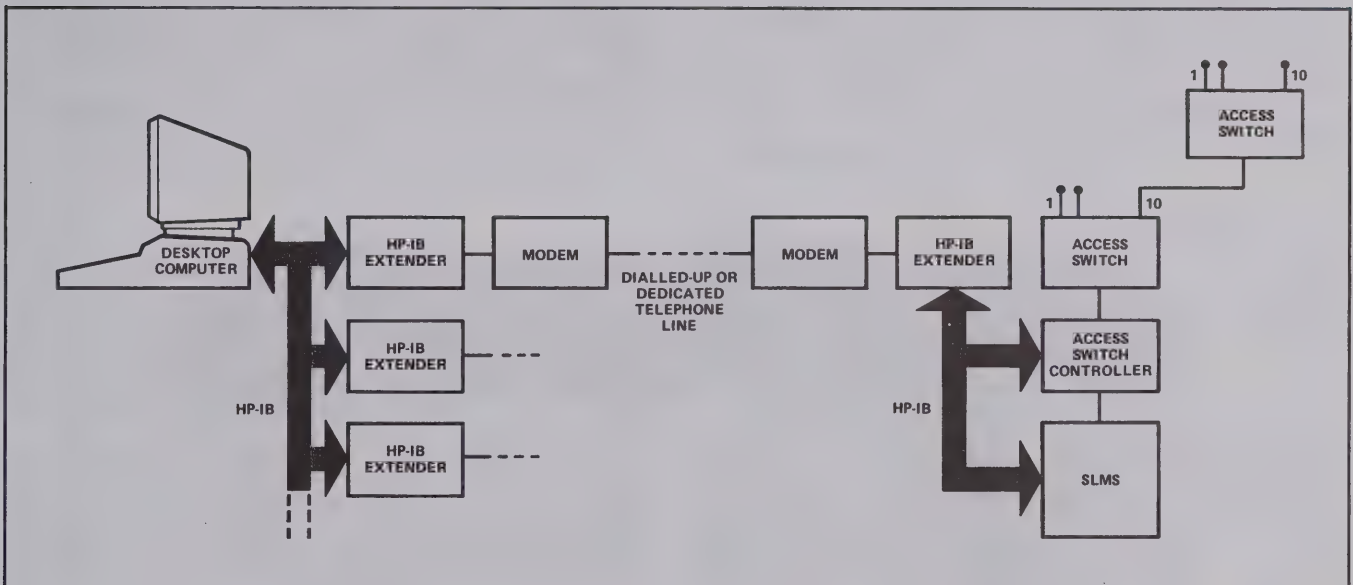 1
10
ACCESS
SWITCH
1
10
DESKTOP
COMPUTER
HP-IB
EXTENDER
MODEM
DIALLED-UP OR
DEDICATED
TELEPHONE
LINE
MODEM
HP-IB
EXTENDER
ACCESS
SWITCH
HP-IB
EXTENDER
ACCESS
SWITCH
CONTROLLER
HP-IB
HP-IB
HP-IB
EXTENDER
SLMS